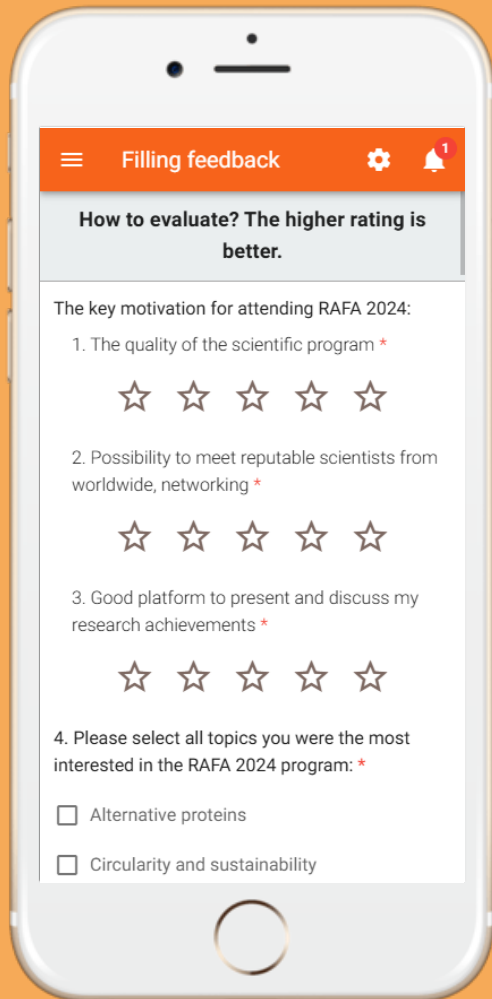 Filling feedback
1
How to evaluate? The higher rating is
better.
The key motivation for attending RAFA 2024:
1. The quality of the scientific program *
2. Possibility to meet reputable scientists from
worldwide, networking *
3. Good platform to present and discuss my
research achievements *
4. Please select all topics you were the most
interested in the RAFA 2024 program: *
Alternative proteins
Circularity and sustainability